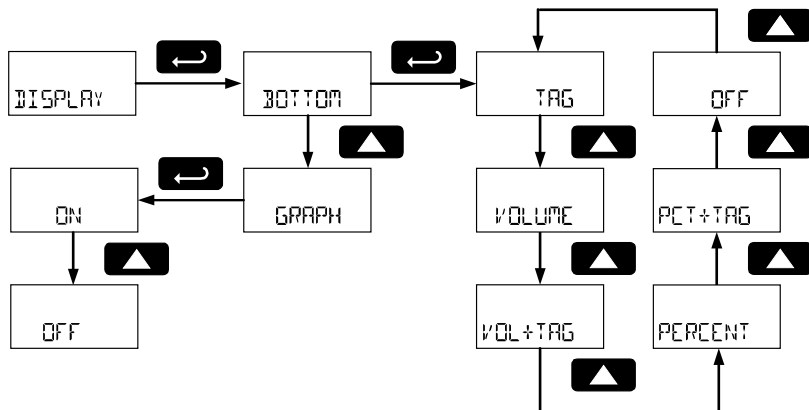 DISPLAY
BOTTOM
TAG
OFF
ON
GRAPH
VOLUME
PCT+TAG
OFF
VOL+TAG
PERCENT